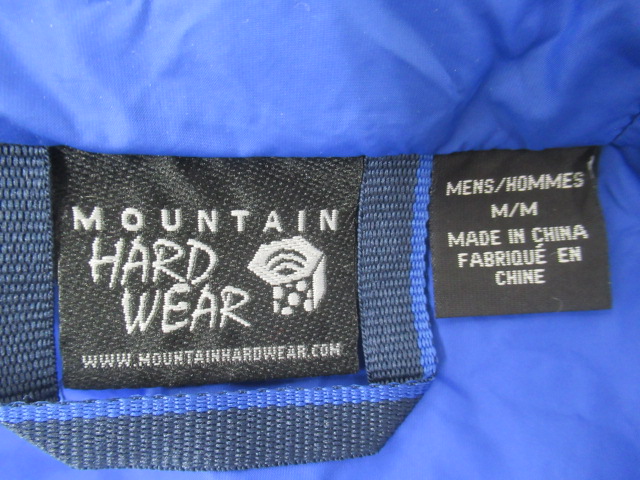 MOUNTAIN
HARD
WEAR
WWW.MOUNTAINHARDWEAR.COM
MENS/HOMMES
M/M
MADE IN CHINA
FABRIQUÉ EN
CHINE